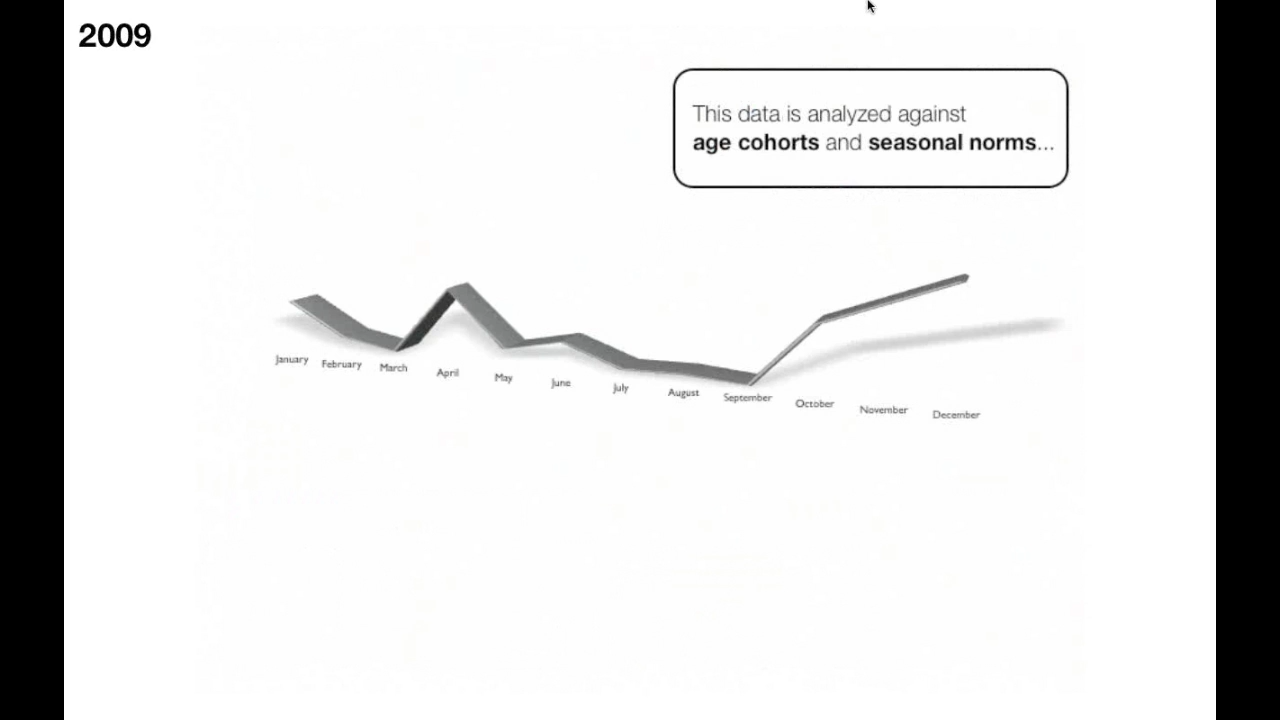 2009
This data is analyzed against
age cohorts and seasonal norms...
January
February
March
April
May
June
July
August
September
October
November
December